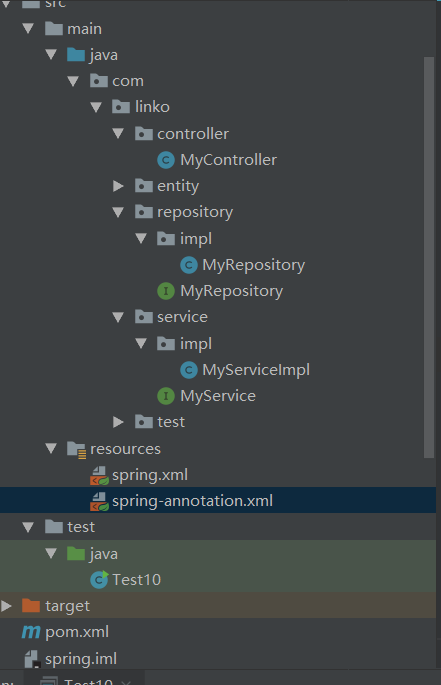 src
main
java
com
linko
controller
MyController
entity
repository
impl
MyRepository
MyRepository
service
impl
MyServiceImpl
MyService
test
resources
spring.xml
spring-annotation.xml
test
java
Test10
target
pom.xml
spring.iml
Test10